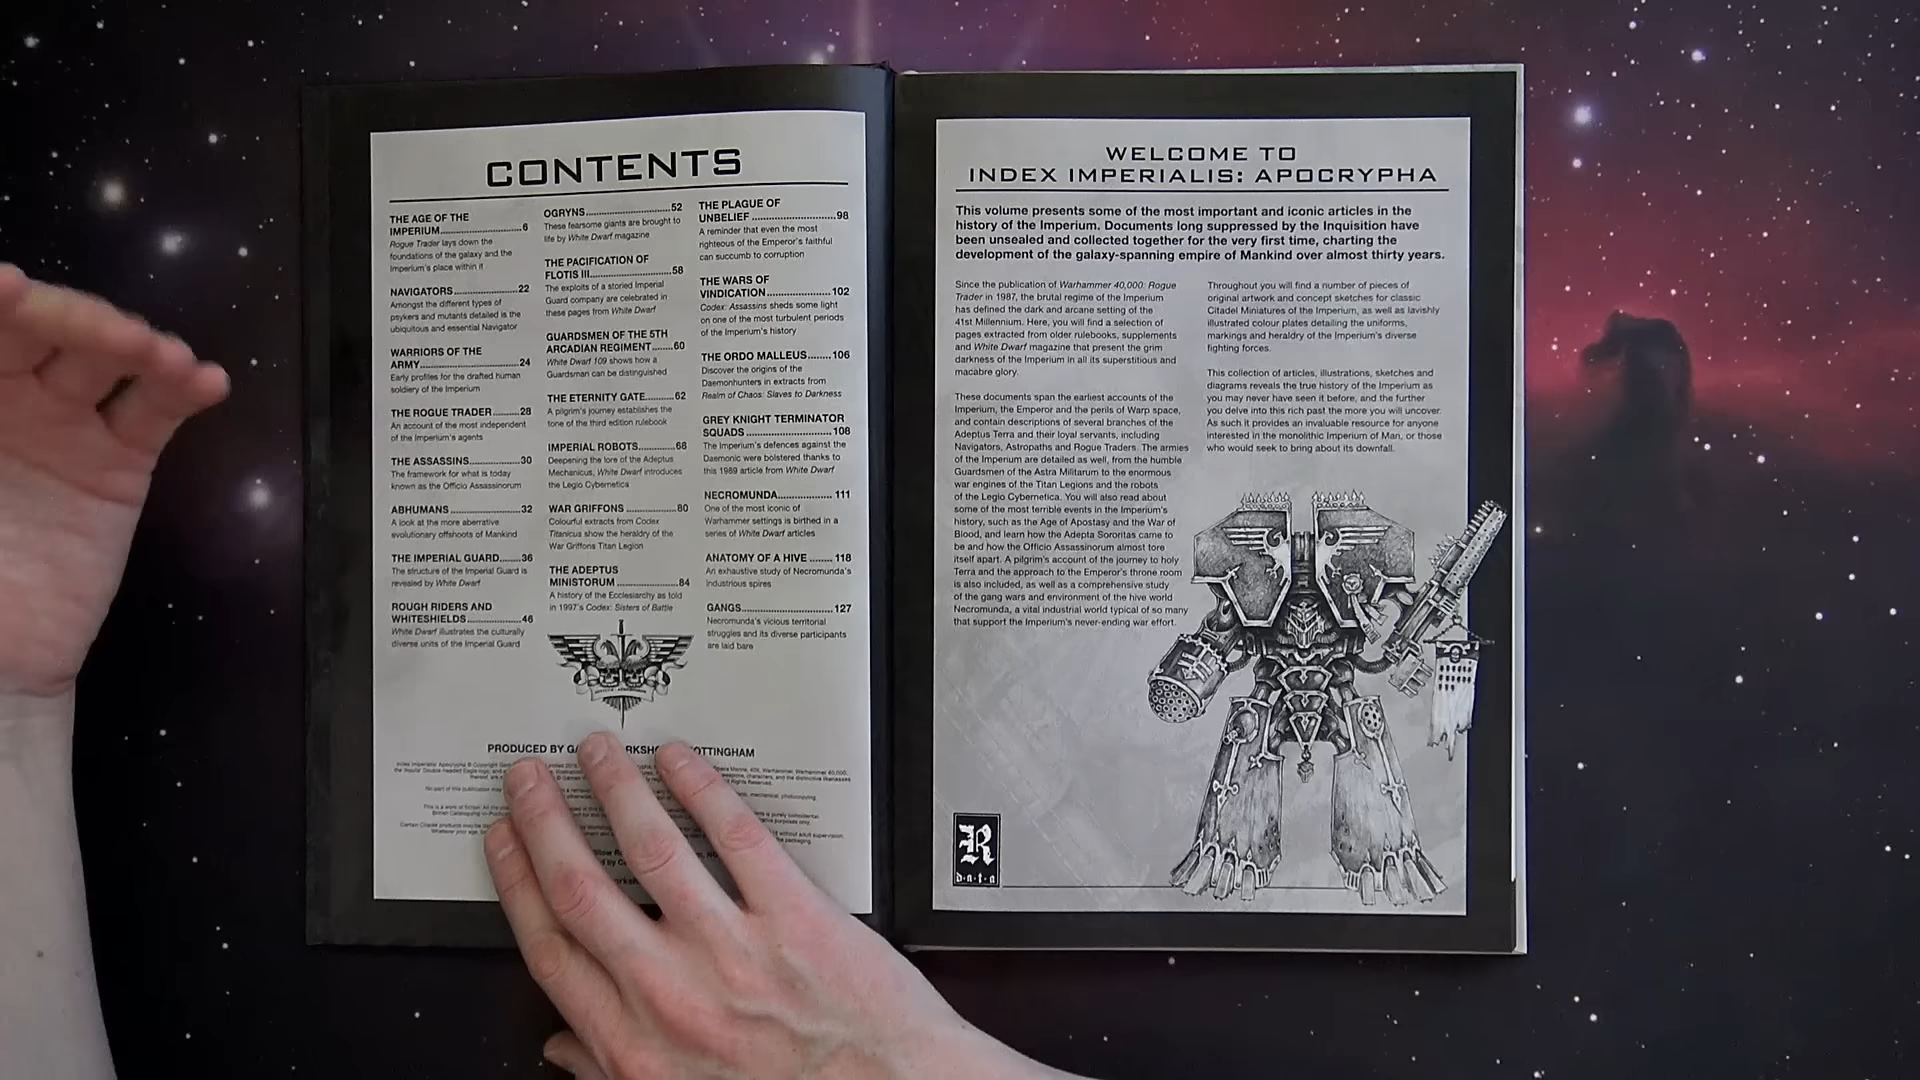 CONTENTS
THE AGE OF THE
IMPERIUM..............................6
Rogue Trader lays down the
foundations of the galaxy and the
Imperium's place within it
NAVIGATORS.......................22
Amongst the different types of
psykers and mutants detailed is the
ubiquitous and essential Navigator
WARRIORS OF THE
ARMY...................................24
Early profiles for the drafted human
soldiery of the Imperium
THE ROGUE TRADER.........28
An account of the most independent
of the Imperium's agents
THE ASSASSINS..................30
The framework for what is today
known as the Officio Assassinorum
ABHUMANS.........................32
A look at the more aberrative
evolutionary offshoots of Mankind
THE IMPERIAL GUARD.......36
The structure of the Imperial Guard is
revealed by White Dwarf
ROUGH RIDERS AND
WHITESHIELDS....................46
White Dwarf illustrates the culturally
diverse units of the Imperial Guard
OGRYNS...............................52
These fearsome giants are brought to
life by White Dwarf magazine
THE PACIFICATION OF
FLOTIS III.............................58
The exploits of a storied Imperial
Guard company are celebrated in
these pages from White Dwarf
GUARDSMEN OF THE 5TH
ARCADIAN REGIMENT.......60
White Dwarf 109 shows how a
Guardsman can be distinguished
THE ETERNITY GATE.........62
A pilgrim's journey establishes the
tone of the third edition rulebook
IMPERIAL ROBOTS.............68
Deepening the lore of the Adeptus
Mechanicus, White Dwarf introduces
the Legio Cybernetica
WAR GRIFFONS..................80
Colourful extracts from Codex
Titanicus show the heraldry of the
War Griffons Titan Legion
THE ADEPTUS
MINISTORUM.....................84
A history of the Ecclesiarchy as told
in 1997's Codex: Sisters of Battle
THE PLAGUE OF
UNBELIEF............................98
A reminder that even the most
righteous of the Emperor's faithful
can succumb to corruption
THE WARS OF
VINDICATION.....................102
Codex: Assassins sheds some light
on one of the most turbulent periods
of the Imperium's history
THE ORDO MALLEUS........106
Discover the origins of the
Daemonhunters in extracts from
Realm of Chaos: Slaves to Darkness
GREY KNIGHT TERMINATOR
SQUADS............................108
The Imperium's defences against the
Daemonic were bolstered thanks to
this 1989 article from White Dwarf
NECROMUNDA...................111
One of the most iconic of
Warhammer settings is birthed in a
series of White Dwarf articles
ANATOMY OF A HIVE........118
An exhaustive study of Necromunda's
industrious spires
GANGS................................127
Necromunda's vicious territorial
struggles and its diverse participants
are laid bare
PRODUCED BY GA RKSHO OTTINGHAM
WELCOME TO
INDEX IMPERIALIS: APOCRYPHA
This volume presents some of the most important and iconic articles in the
history of the Imperium. Documents long suppressed by the Inquisition have
been unsealed and collected together for the very first time, charting the
development of the galaxy-spanning empire of Mankind over almost thirty years.
Since the publication of Warhammer 40,000: Rogue
Trader in 1987, the brutal regime of the Imperium
has defined the dark and arcane setting of the
41st Millennium. Here, you will find a selection of
pages extracted from older rulebooks, supplements
and White Dwarf magazine that present the grim
darkness of the Imperium in all its superstitious and
macabre glory.
These documents span the earliest accounts of the
Imperium, the Emperor and the perils of Warp space,
and contain descriptions of several branches of the
Adeptus Terra and their loyal servants, including
Navigators, Astropaths and Rogue Traders. The armies
of the Imperium are detailed as well, from the humble
Guardsmen of the Astra Militarum to the enormous
war engines of the Titan Legions and the robots
of the Legio Cybernetica. You will also read about
some of the most terrible events in the Imperium's
history, such as the Age of Apostasy and the War of
Blood, and learn how the Adepta Sororitas came to
be and how the Officio Assassinorum almost tore
itself apart. A pilgrim's account of the journey to holy
Terra and the approach to the Emperor's throne room
is also included, as well as a comprehensive study
of the gang wars and environment of the hive world
Necromunda, a vital industrial world typical of so many
that support the Imperium's never-ending war effort.
Throughout you will find a number of pieces of
original artwork and concept sketches for classic
Citadel Miniatures of the Imperium, as well as lavishly
illustrated colour plates detailing the uniforms,
markings and heraldry of the Imperium's diverse
fighting forces.
This collection of articles, illustrations, sketches and
diagrams reveals the true history of the Imperium as
you may never have seen it before, and the further
you delve into this rich past the more you will uncover.
As such it provides an invaluable resource for anyone
interested in the monolithic Imperium of Man, or those
who would seek to bring about its downfall.
R
d·a·t·a